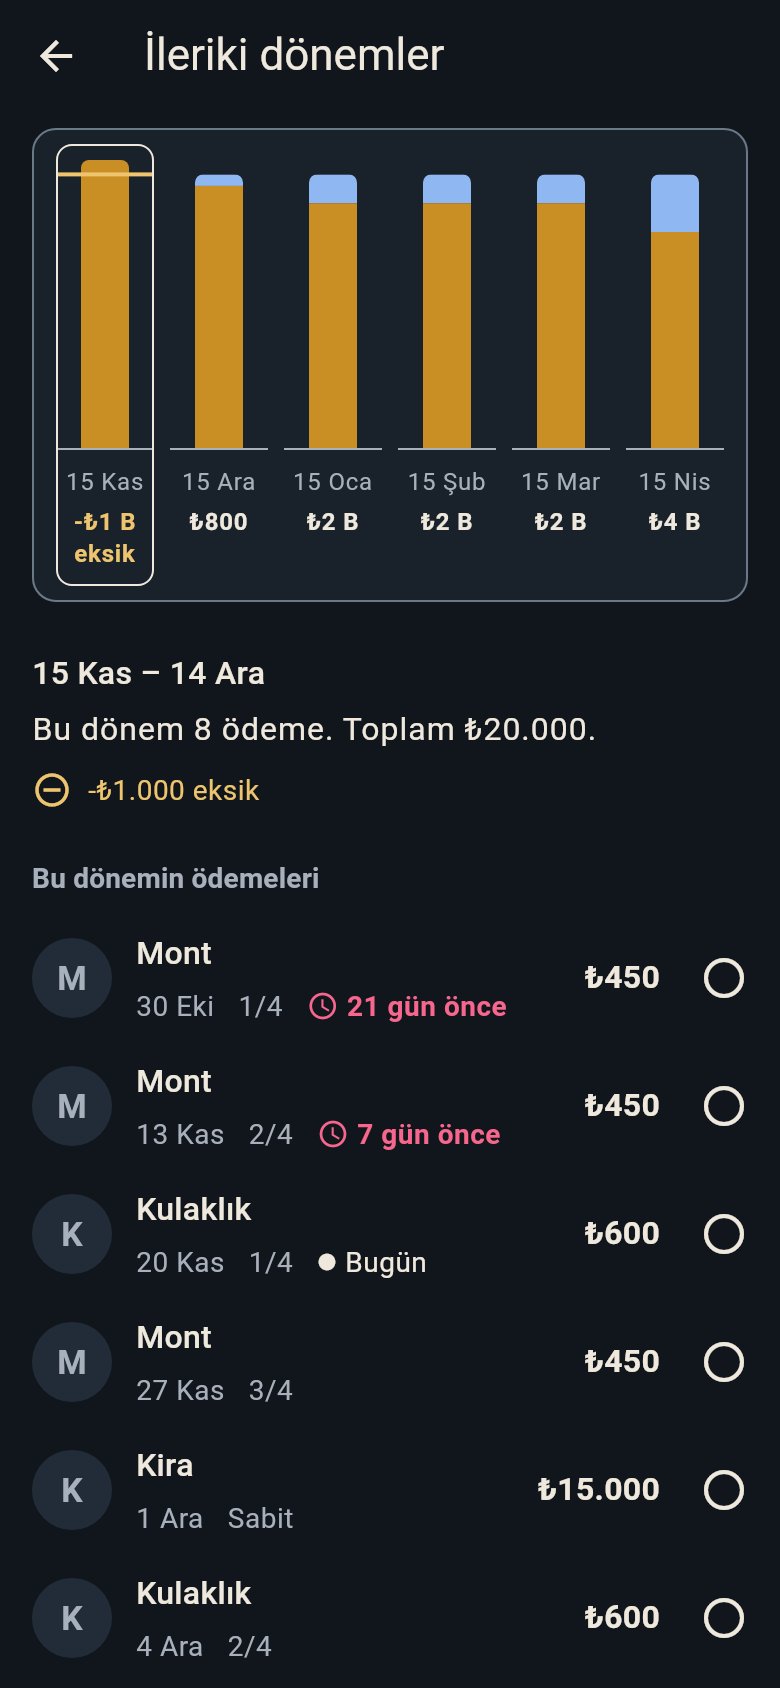 İleriki dönemler
15 Kas 15 Ara 15 Oca 15 Şub 15 Mar 15 Nis
-₺1 B ₺800 ₺2 B ₺2 B ₺2 B ₺4 B
eksik
15 Kas – 14 Ara
Bu dönem 8 ödeme. Toplam ₺20.000.
-₺1.000 eksik
Bu dönemin ödemeleri
M Mont ₺450
30 Eki 1/4 21 gün önce
M Mont ₺450
13 Kas 2/4 7 gün önce
K Kulaklık ₺600
20 Kas 1/4 Bugün
M Mont ₺450
27 Kas 3/4
K Kira ₺15.000
1 Ara Sabit
K Kulaklık ₺600
4 Ara 2/4